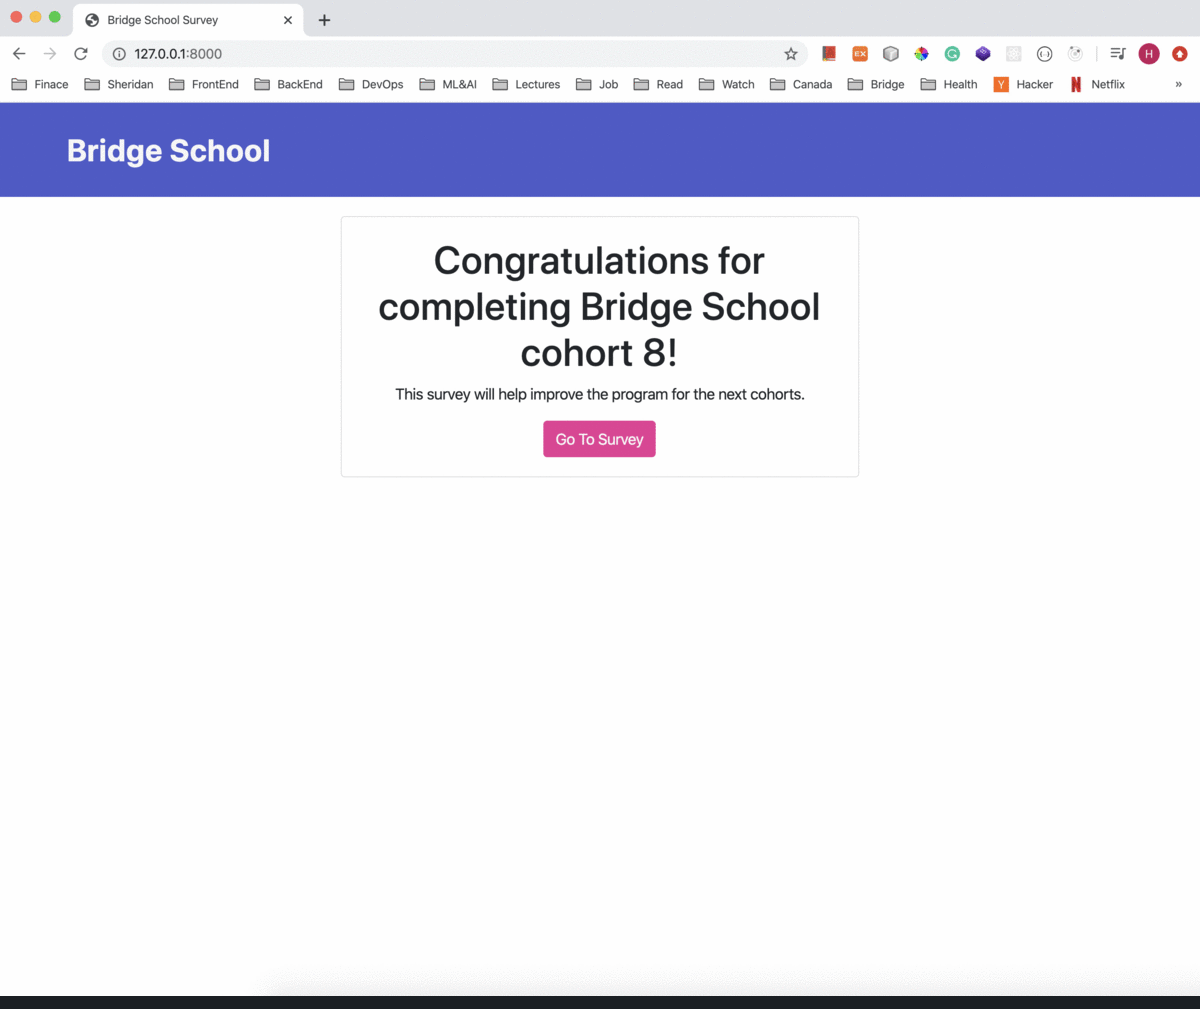 Bridge School Survey
127.0.0.1:8000
EX
G
H
Finace Sheridan FrontEnd BackEnd DevOps ML&AI Lectures Job Read Watch Canada Bridge Health Y Hacker N Netflix »
Bridge School
Congratulations for
completing Bridge School
cohort 8!
This survey will help improve the program for the next cohorts.
Go To Survey